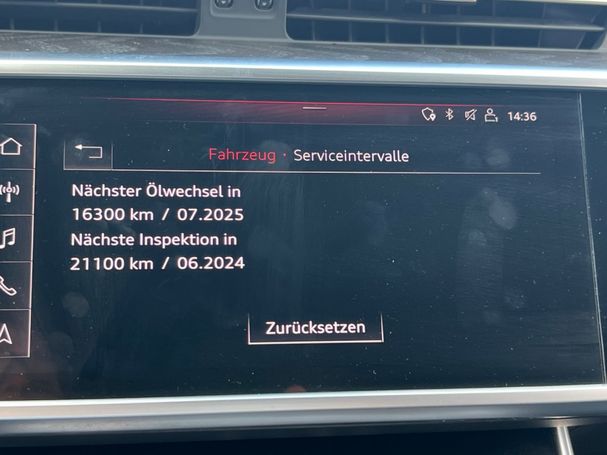 14:36
Fahrzeug · Serviceintervalle
Nächster Ölwechsel in
16300 km / 07.2025
Nächste Inspektion in
21100 km / 06.2024
Zurücksetzen